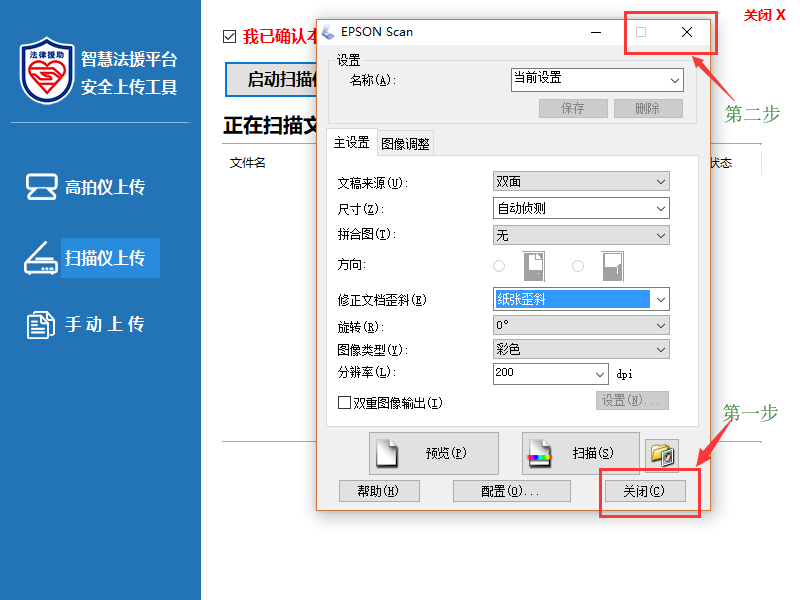 法律援助
智慧法援平台
安全上传工具
高拍仪上传
扫描仪上传
手动上传
关闭 X
我已确认本
启动扫描仪
正在扫描文
文件名
状态
EPSON Scan
设置
名称(A):
当前设置
保存
删除
主设置
图像调整
文稿来源(U):
双面
尺寸(Z):
自动侦测
拼合图(T):
无
方向:
修正文档歪斜(E)
纸张歪斜
旋转(R):
0°
图像类型(Y):
彩色
分辨率(L):
200
dpi
双重图像输出(I)
设置(N)...
预览(P)
扫描(S)
帮助(H)
配置(O)...
关闭(C)
第二步
第一步